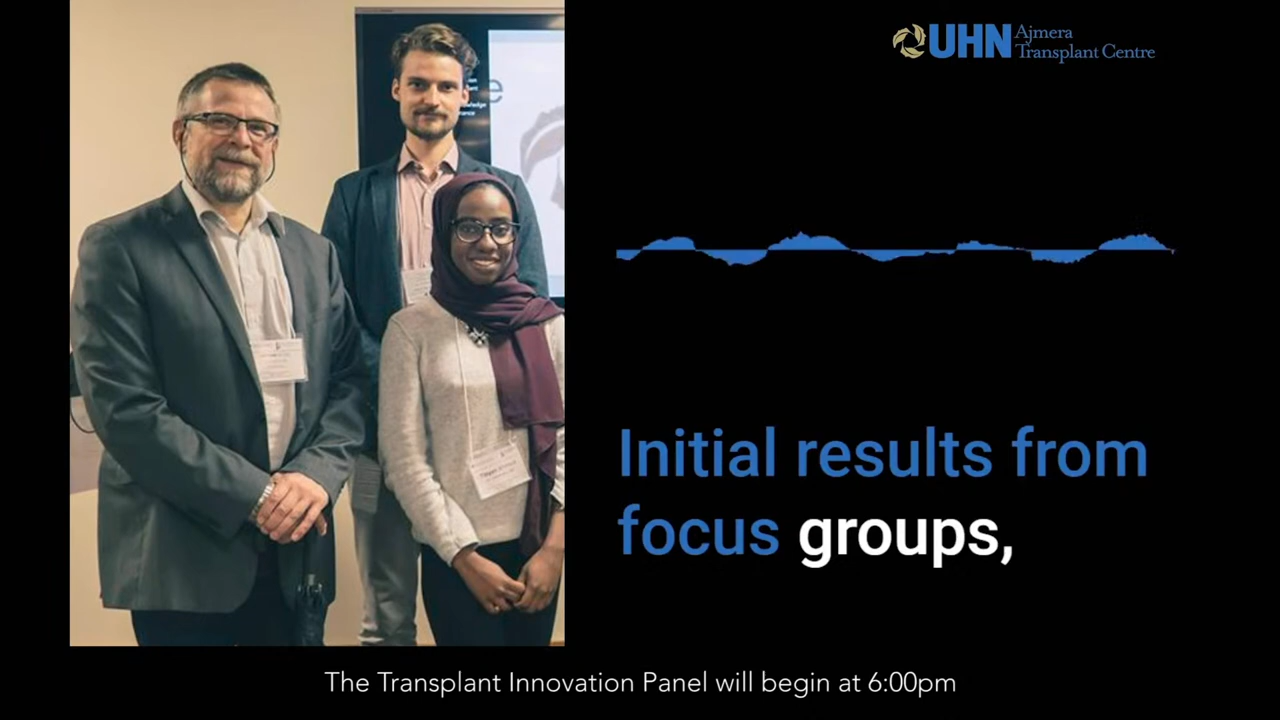 UHN Ajmera
Transplant Centre
Initial results from
focus groups,
The Transplant Innovation Panel will begin at 6:00pm